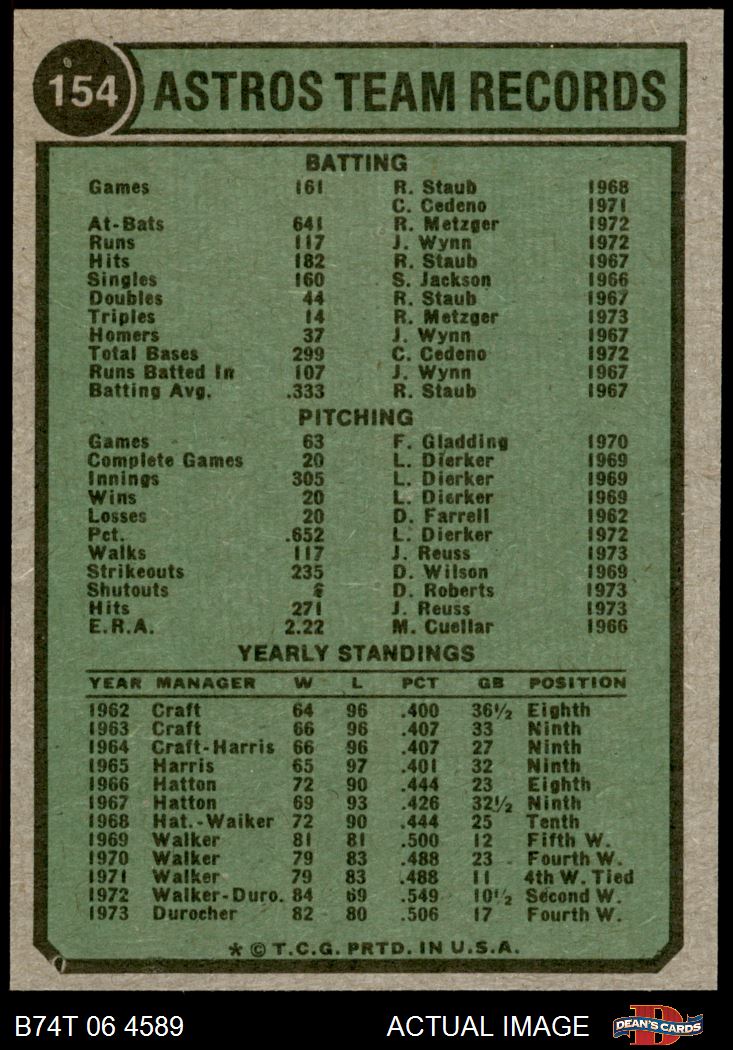 154 ASTROS TEAM RECORDS
BATTING
Games 161 R. Staub 1968
C. Cedeno 1971
At-Bats 641 R. Metzger 1972
Runs 117 J. Wynn 1972
Hits 182 R. Staub 1967
Singles 160 S. Jackson 1966
Doubles 44 R. Staub 1967
Triples 14 R. Metzger 1973
Homers 37 J. Wynn 1967
Total Bases 299 C. Cedeno 1972
Runs Batted In 107 J. Wynn 1967
Batting Avg. .333 R. Staub 1967
PITCHING
Games 63 F. Gladding 1970
Complete Games 20 L. Dierker 1969
Innings 305 L. Dierker 1969
Wins 20 L. Dierker 1969
Losses 20 D. Farrell 1962
Pct. .652 L. Dierker 1972
Walks 117 J. Reuss 1973
Strikeouts 235 D. Wilson 1969
Shutouts D. Roberts 1973
Hits 271 J. Reuss 1973
E.R.A. 2.22 M. Cuellar 1966
YEARLY STANDINGS
YEAR MANAGER W L PCT GB POSITION
1962 Craft 64 96 .400 36½ Eighth
1963 Craft 66 96 .407 33 Ninth
1964 Craft-Harris 66 96 .407 27 Ninth
1965 Harris 65 97 .401 32 Ninth
1966 Hatton 72 90 .444 23 Eighth
1967 Hatton 69 93 .426 32½ Ninth
1968 Hat.-Walker 72 90 .444 25 Tenth
1969 Walker 81 81 .500 12 Fifth W.
1970 Walker 79 83 .488 23 Fourth W.
1971 Walker 79 83 .488 11 4th W. Tied
1972 Walker-Duro. 84 69 .549 10½ Second W.
1973 Durocher 82 80 .506 17 Fourth W.
* © T.C.G. PRTD. IN U.S.A.
B74T 06 4589 ACTUAL IMAGE DEAN'S CARDS